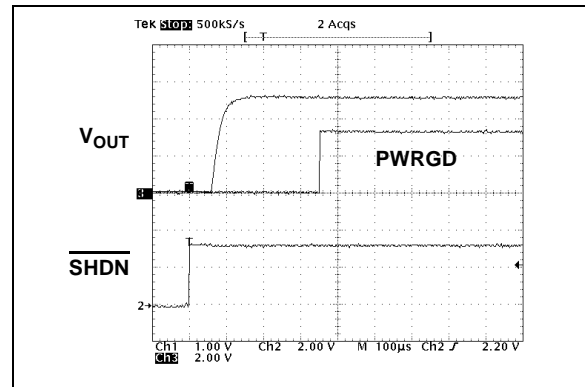 Tek Stop: 500kS/s 2 Acqs
[ T ]
VOUT
PWRGD
3
T
SHDN
2→
Ch1 1.00 V Ch2 2.00 V M 100µs Ch2 ʃ 2.20 V
Ch3 2.00 V